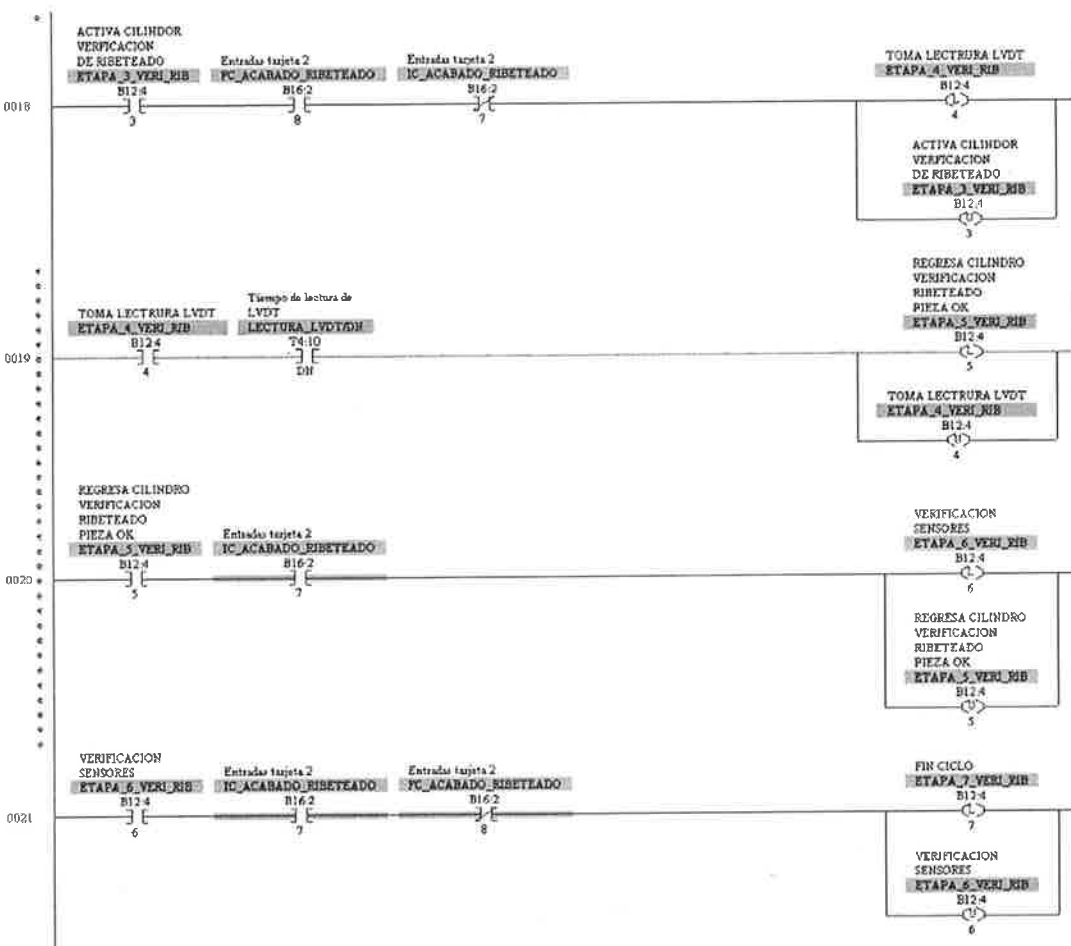 ACTIVA CILINDOR
VERFICACION
DE RIBETEADO
ETAPA_3_VERI_RIB
B12:4
3
Entradas tarjeta 2
FC_ACABADO_RIBETEADO
B16:2
8
Entradas tarjeta 2
IC_ACABADO_RIBETEADO
B16:2
7
TOMA LECTRURA LVDT
ETAPA_4_VERI_RIB
B12:4
L
4
0018
ACTIVA CILINDOR
VERFICACION
DE RIBETEADO
ETAPA_3_VERI_RIB
B12:4
U
3
TOMA LECTRURA LVDT
ETAPA_4_VERI_RIB
B12:4
4
Tiempo de lectura de
LVDT
LECTURA_LVDT/DN
T4:10
DN
REGRESA CILINDRO
VERIFICACION
RIBETEADO
PIEZA OK
ETAPA_5_VERI_RIB
B12:4
L
5
0019
TOMA LECTRURA LVDT
ETAPA_4_VERI_RIB
B12:4
U
4
REGRESA CILINDRO
VERIFICACION
RIBETEADO
PIEZA OK
ETAPA_5_VERI_RIB
B12:4
5
Entradas tarjeta 2
IC_ACABADO_RIBETEADO
B16:2
7
VERIFICACION
SENSORES
ETAPA_6_VERI_RIB
B12:4
L
6
0020
REGRESA CILINDRO
VERIFICACION
RIBETEADO
PIEZA OK
ETAPA_5_VERI_RIB
B12:4
U
5
VERIFICACION
SENSORES
ETAPA_6_VERI_RIB
B12:4
6
Entradas tarjeta 2
IC_ACABADO_RIBETEADO
B16:2
7
Entradas tarjeta 2
FC_ACABADO_RIBETEADO
B16:2
8
FIN CICLO
ETAPA_7_VERI_RIB
B12:4
L
7
0021
VERIFICACION
SENSORES
ETAPA_6_VERI_RIB
B12:4
U
6